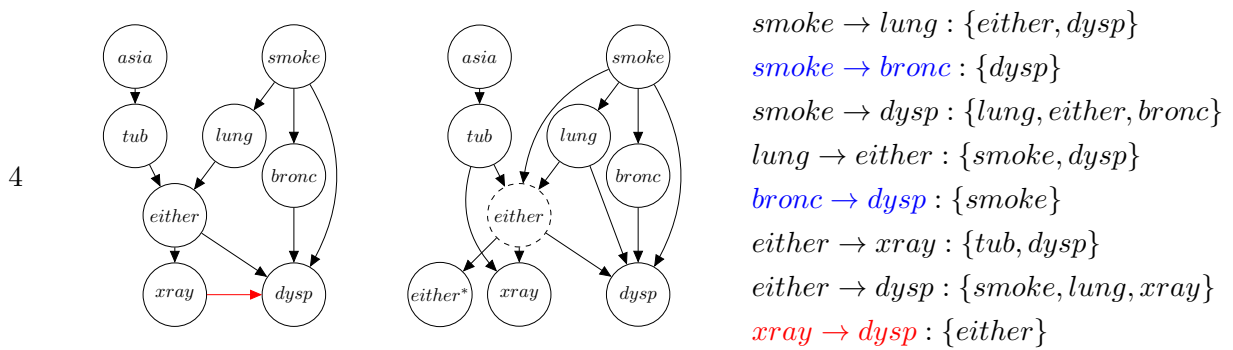 4
asia
smoke
tub
lung
bronc
either
xray
dysp
asia
smoke
tub
lung
bronc
either
either*
xray
dysp
smoke → lung : {either, dysp}
smoke → bronc : {dysp}
smoke → dysp : {lung, either, bronc}
lung → either : {smoke, dysp}
bronc → dysp : {smoke}
either → xray : {tub, dysp}
either → dysp : {smoke, lung, xray}
xray → dysp : {either}